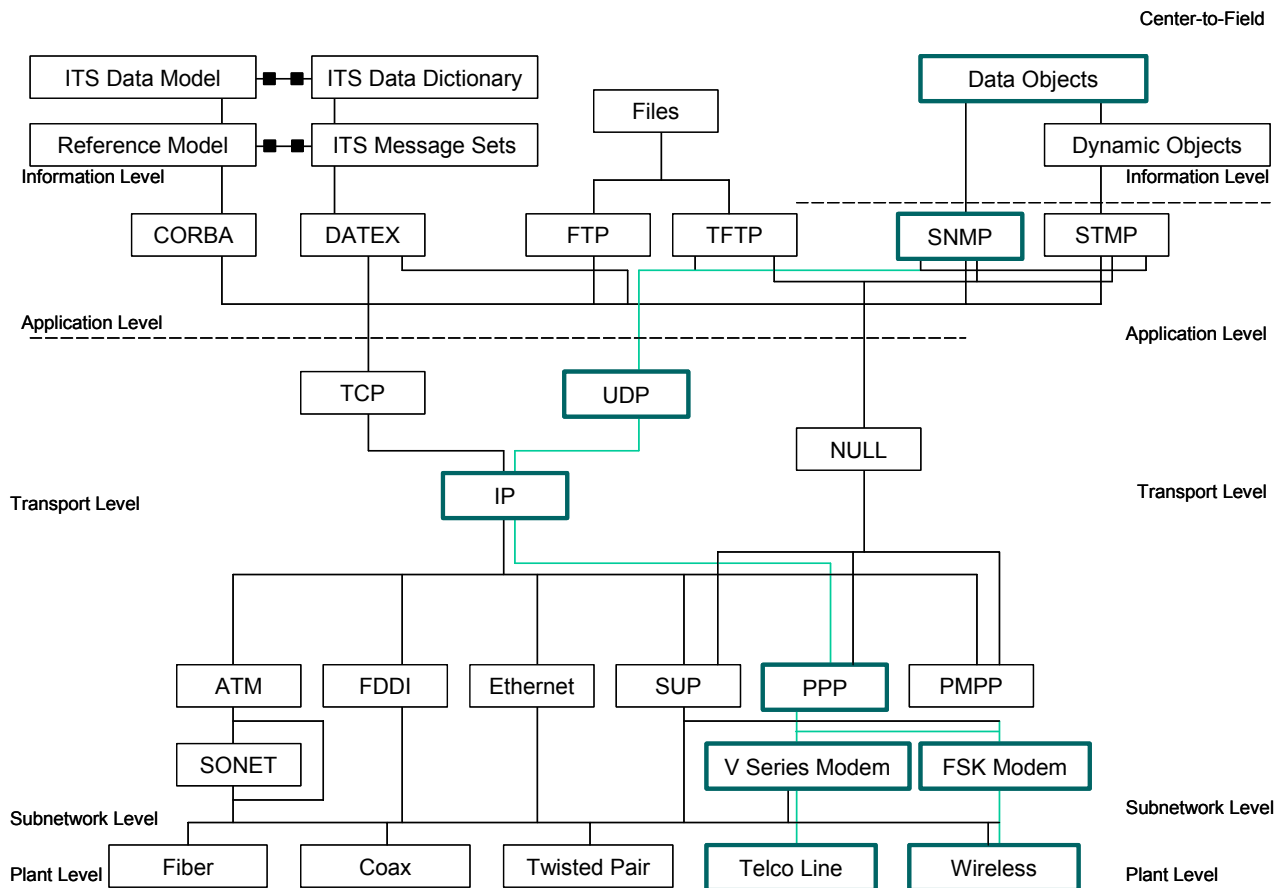 Center-to-Field
ITS Data Model
ITS Data Dictionary
Data Objects
Files
Reference Model
ITS Message Sets
Dynamic Objects
Information Level
Information Level
CORBA
DATEX
FTP
TFTP
SNMP
STMP
Application Level
Application Level
TCP
UDP
NULL
IP
Transport Level
Transport Level
ATM
FDDI
Ethernet
SUP
PPP
PMPP
SONET
V Series Modem
FSK Modem
Subnetwork Level
Subnetwork Level
Plant Level
Fiber
Coax
Twisted Pair
Telco Line
Wireless
Plant Level